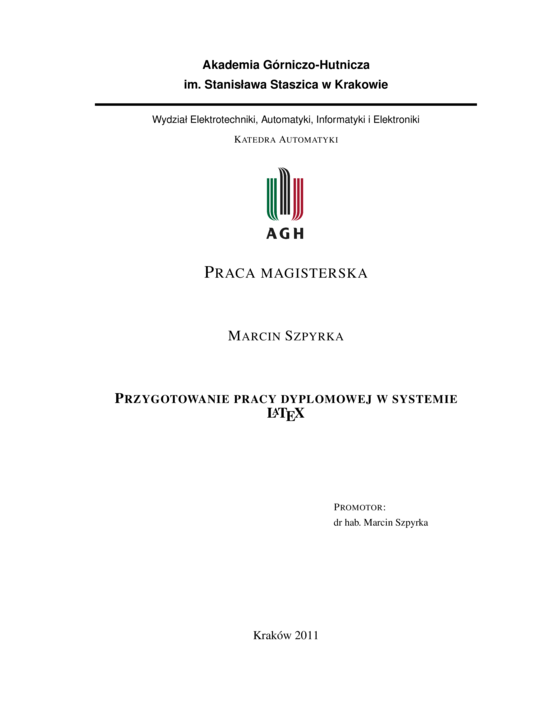 Akademia Górniczo-Hutnicza
im. Stanisława Staszica w Krakowie
Wydział Elektrotechniki, Automatyki, Informatyki i Elektroniki
KATEDRA AUTOMATYKI
AGH
PRACA MAGISTERSKA
MARCIN SZPYRKA
PRZYGOTOWANIE PRACY DYPLOMOWEJ W SYSTEMIE
LATEX
PROMOTOR:
dr hab. Marcin Szpyrka
Kraków 2011